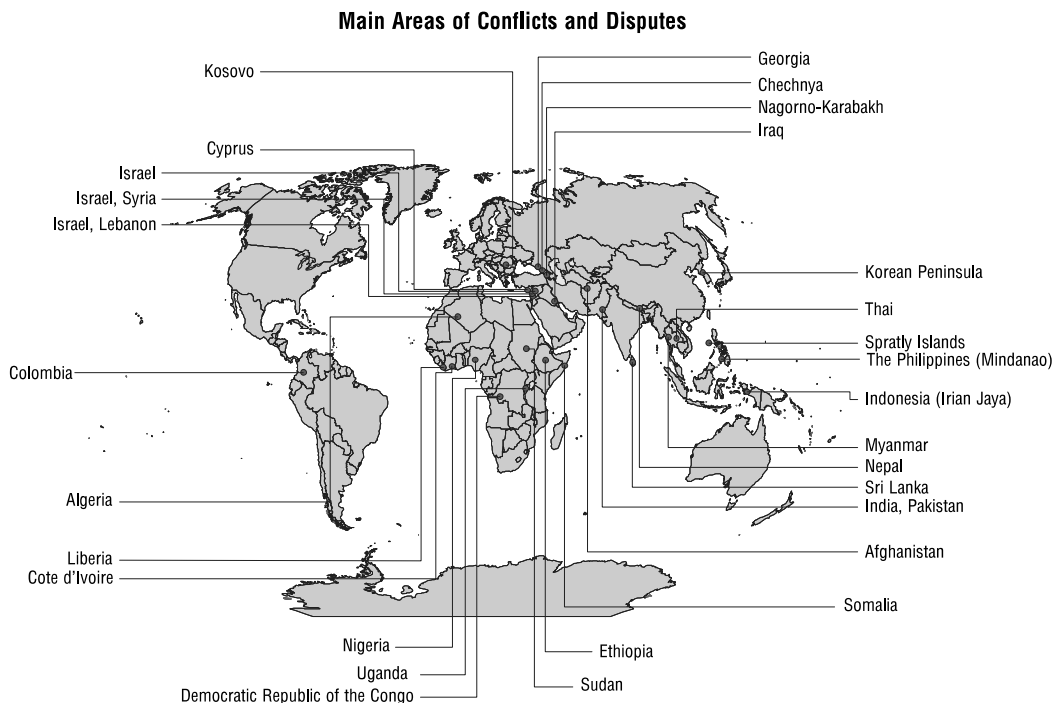 Main Areas of Conflicts and Disputes
Kosovo
Cyprus
Israel
Israel, Syria
Israel, Lebanon
Colombia
Algeria
Liberia
Cote d'Ivoire
Nigeria
Uganda
Democratic Republic of the Congo
Georgia
Chechnya
Nagorno-Karabakh
Iraq
Korean Peninsula
Thai
Spratly Islands
The Philippines (Mindanao)
Indonesia (Irian Jaya)
Myanmar
Nepal
Sri Lanka
India, Pakistan
Afghanistan
Somalia
Ethiopia
Sudan